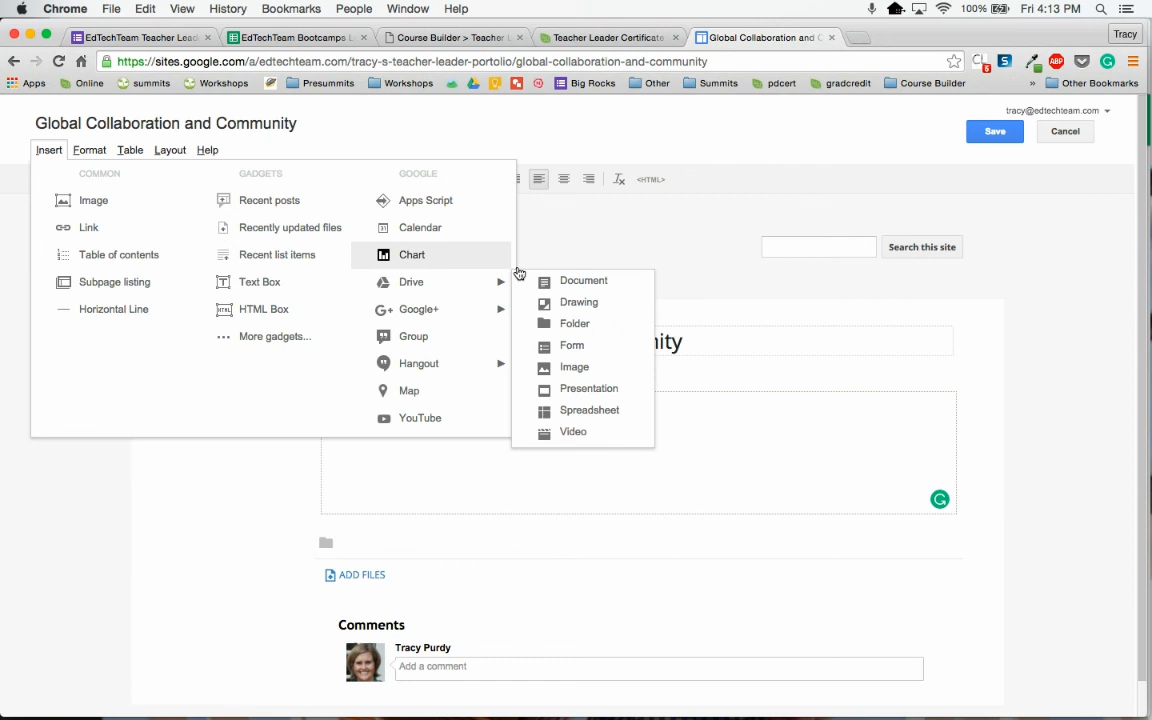 Chrome File Edit View History Bookmarks People Window Help 100% Fri 4:13 PM
EdTechTeam Teacher Lead EdTechTeam Bootcamps L Course Builder > Teacher L Teacher Leader Certificate Global Collaboration and C Tracy
https://sites.google.com/a/edtechteam.com/tracy-s-teacher-leader-portolio/global-collaboration-and-community
Apps Online summits Workshops Presummits Workshops Big Rocks Other Summits pdcert gradcredit Course Builder » Other Bookmarks
tracy@edtechteam.com
Global Collaboration and Community
Save Cancel
Insert Format Table Layout Help
COMMON GADGETS GOOGLE
<HTML>
Image Recent posts Apps Script
Link Recently updated files Calendar
Search this site
Table of contents Recent list items Chart
Subpage listing Text Box Drive
Document
Drawing
Horizontal Line HTML Box Google+
Folder
More gadgets... Group
ity
Form
Hangout
Image
Map
Presentation
Spreadsheet
YouTube
Video
ADD FILES
Comments
Tracy Purdy
Add a comment